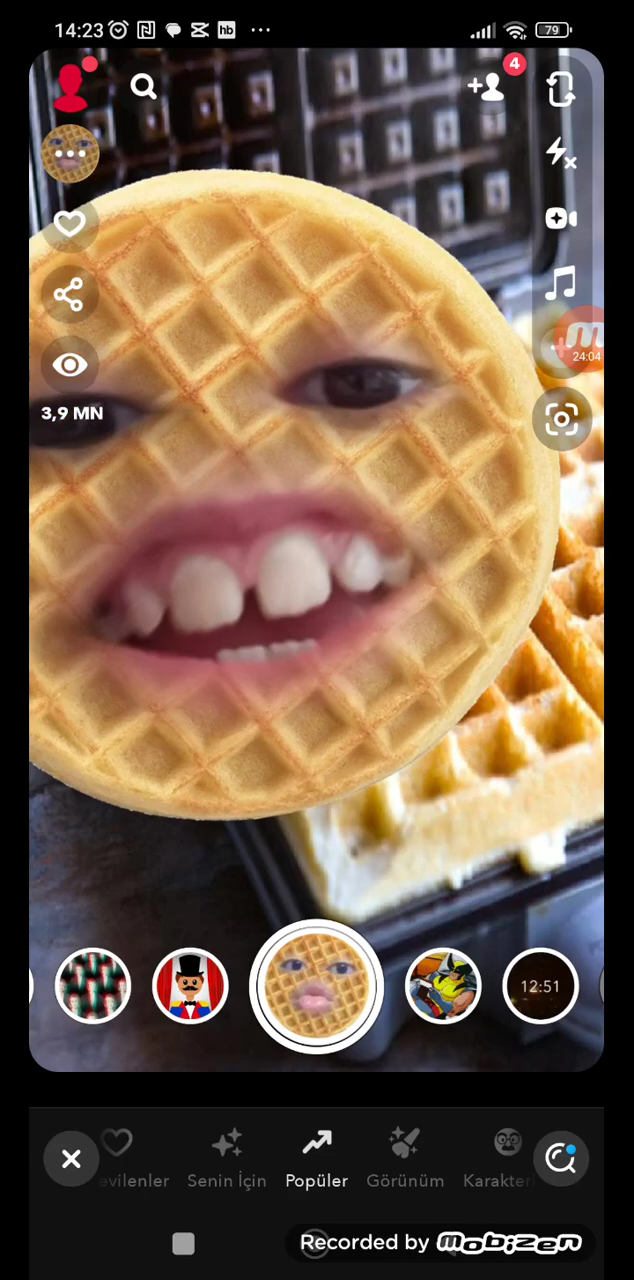 14:23
hb
79
4
24:04
3,9 MN
12:51
evilenler
Senin İçin
Popüler
Görünüm
Karakter
Recorded by mobizen